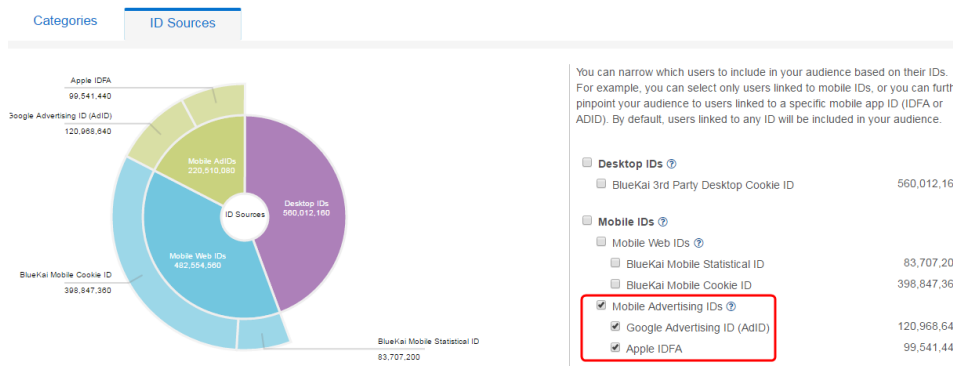 Categories
ID Sources
Apple IDFA
99,541,440
Google Advertising ID (AdID)
120,968,640
Mobile AdIDs
220,510,080
Desktop IDs
560,012,160
ID Sources
Mobile Web IDs
482,554,560
BlueKai Mobile Cookie ID
398,847,360
BlueKai Mobile Statistical ID
83,707,200
You can narrow which users to include in your audience based on their IDs.
For example, you can select only users linked to mobile IDs, or you can furth
pinpoint your audience to users linked to a specific mobile app ID (IDFA or
ADID). By default, users linked to any ID will be included in your audience.
Desktop IDs ?
BlueKai 3rd Party Desktop Cookie ID 560,012,16
Mobile IDs ?
Mobile Web IDs ?
BlueKai Mobile Statistical ID 83,707,20
BlueKai Mobile Cookie ID 398,847,36
Mobile Advertising IDs ?
Google Advertising ID (AdID) 120,968,64
Apple IDFA 99,541,44